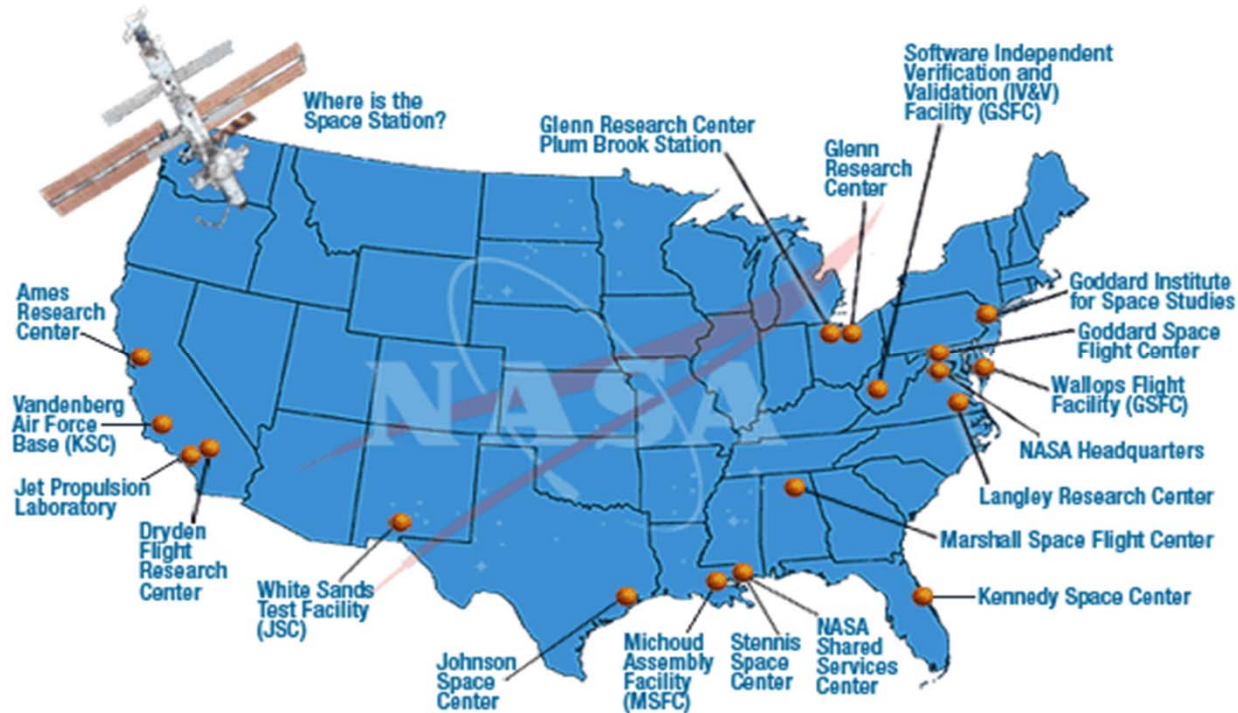 Where is the
Space Station?
Software Independent
Verification and
Validation (IV&V)
Facility (GSFC)
Glenn Research Center
Plum Brook Station
Glenn
Research
Center
Ames
Research
Center
Goddard Institute
for Space Studies
Goddard Space
Flight Center
Wallops Flight
Facility (GSFC)
NASA Headquarters
Langley Research Center
Marshall Space Flight Center
Kennedy Space Center
Vandenberg
Air Force
Base (KSC)
Jet Propulsion
Laboratory
Dryden
Flight
Research
Center
White Sands
Test Facility
(JSC)
Johnson
Space
Center
Michoud
Assembly
Facility
(MSFC)
Stennis
Space
Center
NASA
Shared
Services
Center
NASA